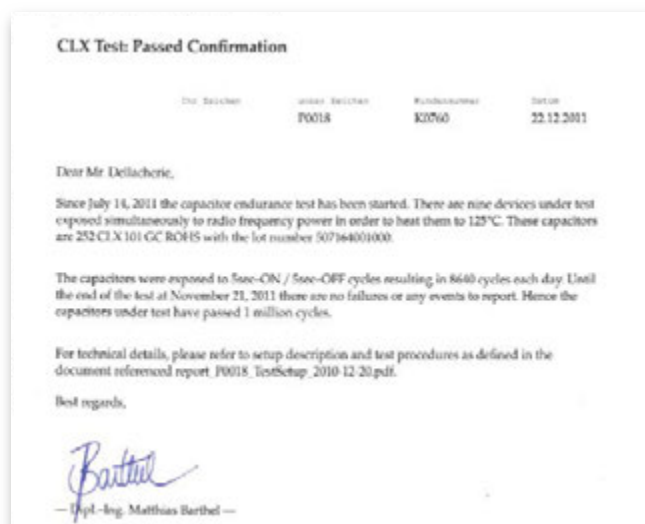 CLX Test: Passed Confirmation
Ihr Zeichen unser Zeichen Kundennummer Datum
P0018 K0760 22.12.2011
Dear Mr. Dellacherie,
Since July 14, 2011 the capacitor endurance test has been started. There are nine devices under test
exposed simultaneously to radio frequency power in order to heat them to 125°C. These capacitors
are 252 CLX 101 GC ROHS with the lot number 507164001000.
The capacitors were exposed to 5sec-ON / 5sec-OFF cycles resulting in 8640 cycles each day. Until
the end of the test at November 21, 2011 there are no failures or any events to report. Hence the
capacitors under test have passed 1 million cycles.
For technical details, please refer to setup description and test procedures as defined in the
document referenced report_P0018_TestSetup_2010-12-20.pdf.
Best regards,
Barthel
— Dipl.-Ing. Matthias Barthel —